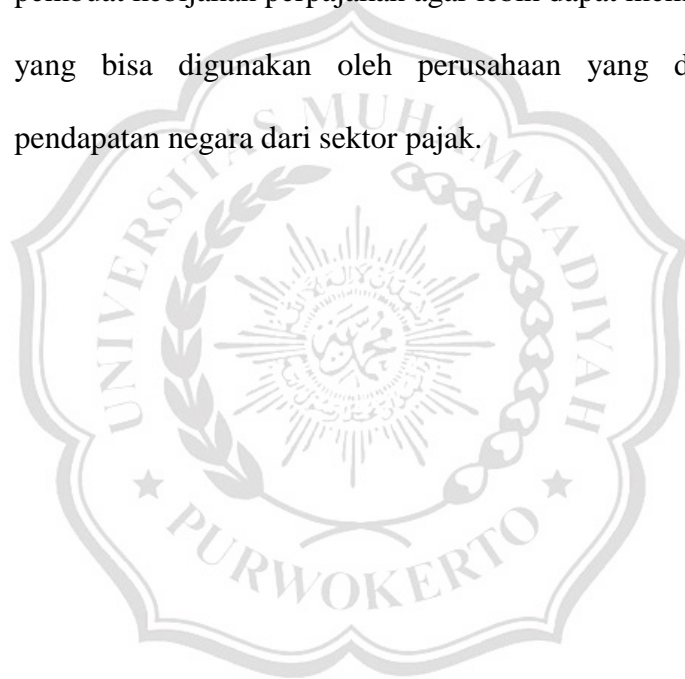 pembuat kebijakan perpajakan agar lebih dapat
yang bisa digunakan oleh perusahaan yang
pendapatan negara dari sektor pajak.
UNIVERSITAS MUHAMMADIYAH
PURWOKERTO